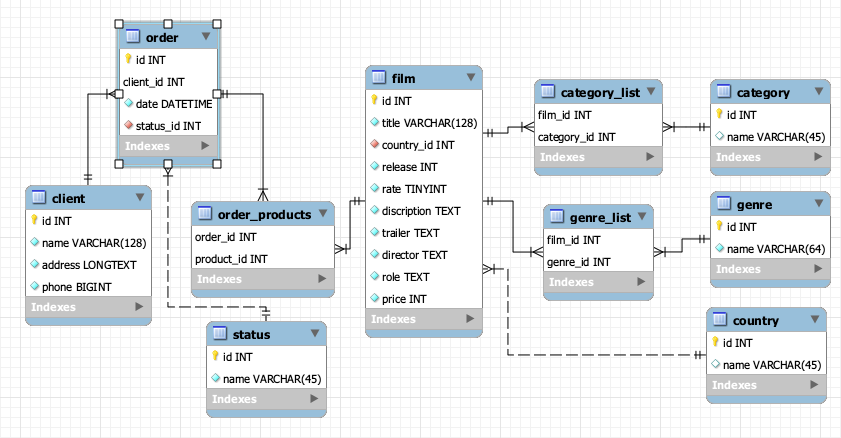 order
id INT
client_id INT
date DATETIME
status_id INT
Indexes
client
id INT
name VARCHAR(128)
address LONGTEXT
phone BIGINT
Indexes
order_products
order_id INT
product_id INT
Indexes
status
id INT
name VARCHAR(45)
Indexes
film
id INT
title VARCHAR(128)
country_id INT
release INT
rate TINYINT
discription TEXT
trailer TEXT
director TEXT
role TEXT
price INT
Indexes
category_list
film_id INT
category_id INT
Indexes
category
id INT
name VARCHAR(45)
Indexes
genre_list
film_id INT
genre_id INT
Indexes
genre
id INT
name VARCHAR(64)
Indexes
country
id INT
name VARCHAR(45)
Indexes